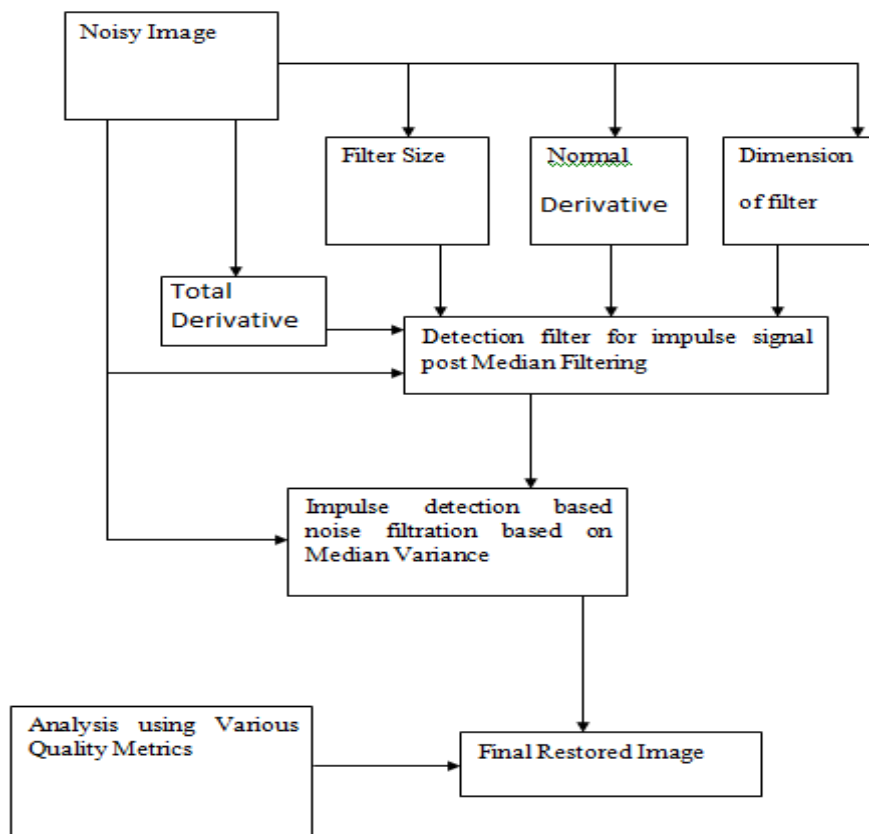 Noisy Image
Filter Size
Normal
Derivative
Dimension
of filter
Total
Derivative
Detection filter for impulse signal
post Median Filtering
Impulse detection based
noise filtration based on
Median Variance
Analysis using Various
Quality Metrics
Final Restored Image